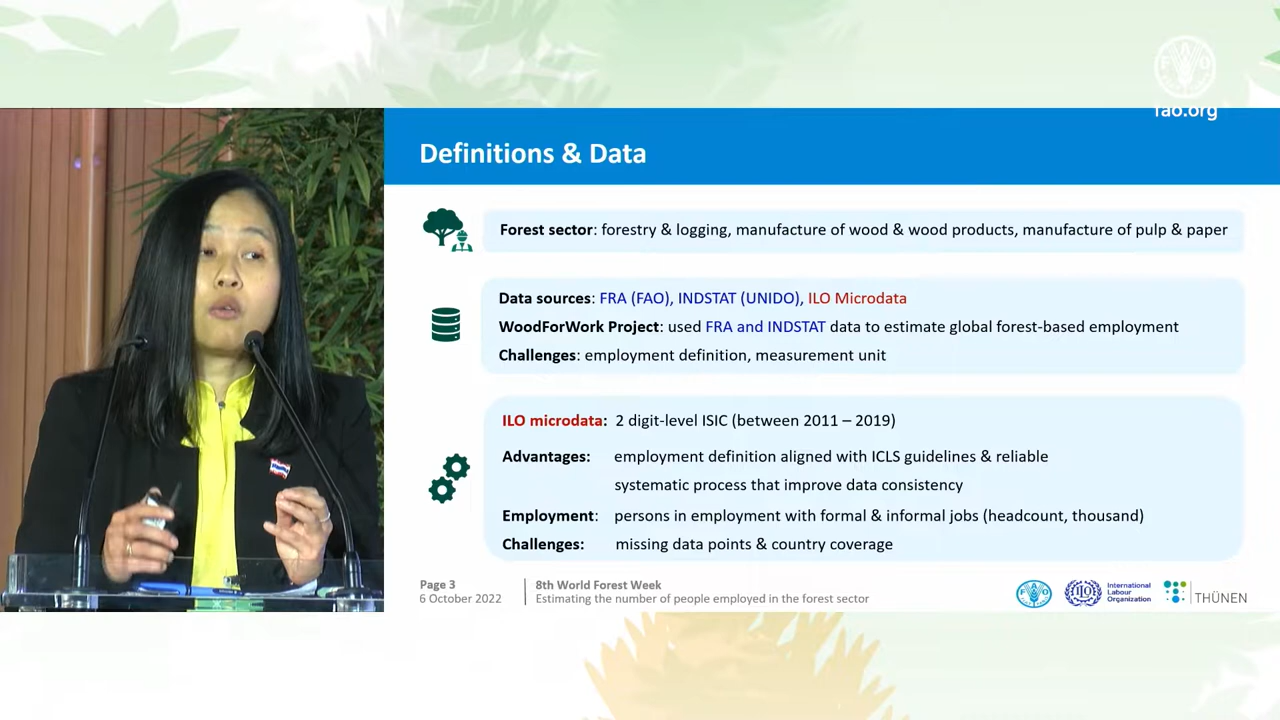 F A O
fao.org
Definitions & Data
Forest sector: forestry & logging, manufacture of wood & wood products, manufacture of pulp & paper
Data sources: FRA (FAO), INDSTAT (UNIDO), ILO Microdata
WoodForWork Project: used FRA and INDSTAT data to estimate global forest-based employment
Challenges: employment definition, measurement unit
ILO microdata: 2 digit-level ISIC (between 2011 – 2019)
Advantages: employment definition aligned with ICLS guidelines & reliable
systematic process that improve data consistency
Employment: persons in employment with formal & informal jobs (headcount, thousand)
Challenges: missing data points & country coverage
Page 3
6 October 2022
8th World Forest Week
Estimating the number of people employed in the forest sector
F A O
ILO
International
Labour
Organization
THÜNEN